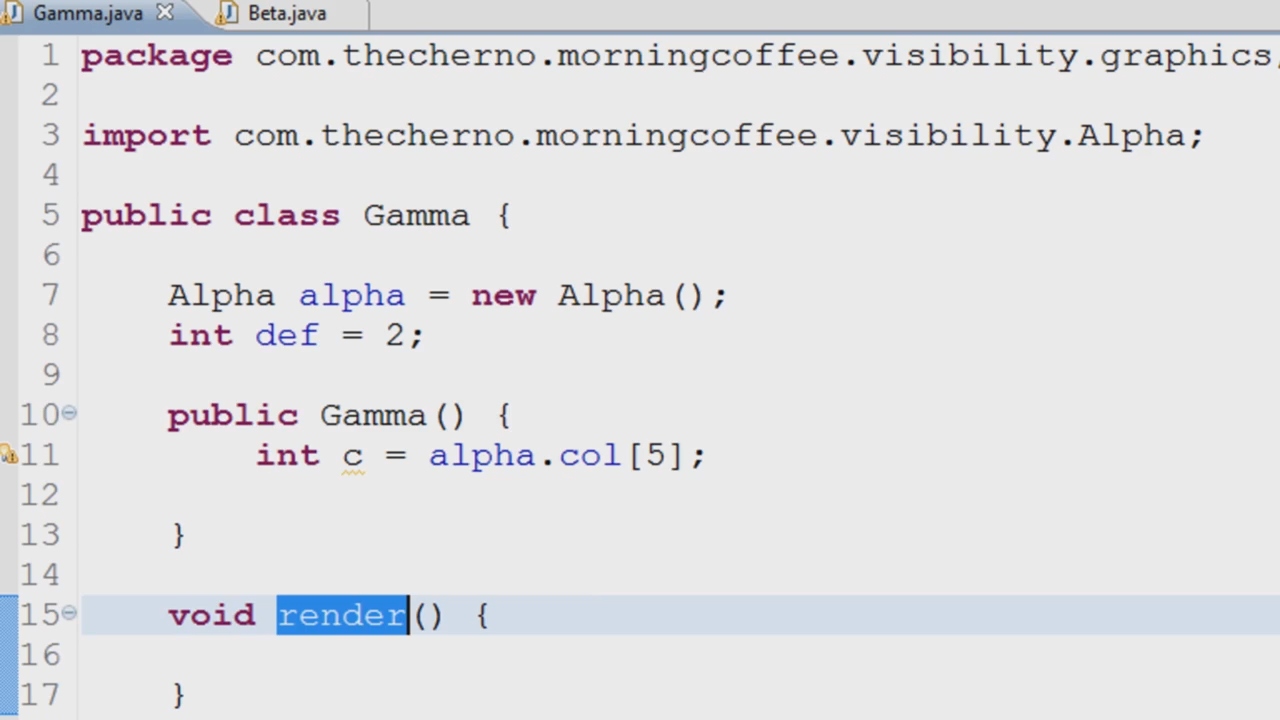 Gamma.java Beta.java
1 package com.thecherno.morningcoffee.visibility.graphics;
2
3 import com.thecherno.morningcoffee.visibility.Alpha;
4
5 public class Gamma {
6
7 Alpha alpha = new Alpha();
8 int def = 2;
9
10 public Gamma() {
11 int c = alpha.col[5];
12
13 }
14
15 void render() {
16
17 }